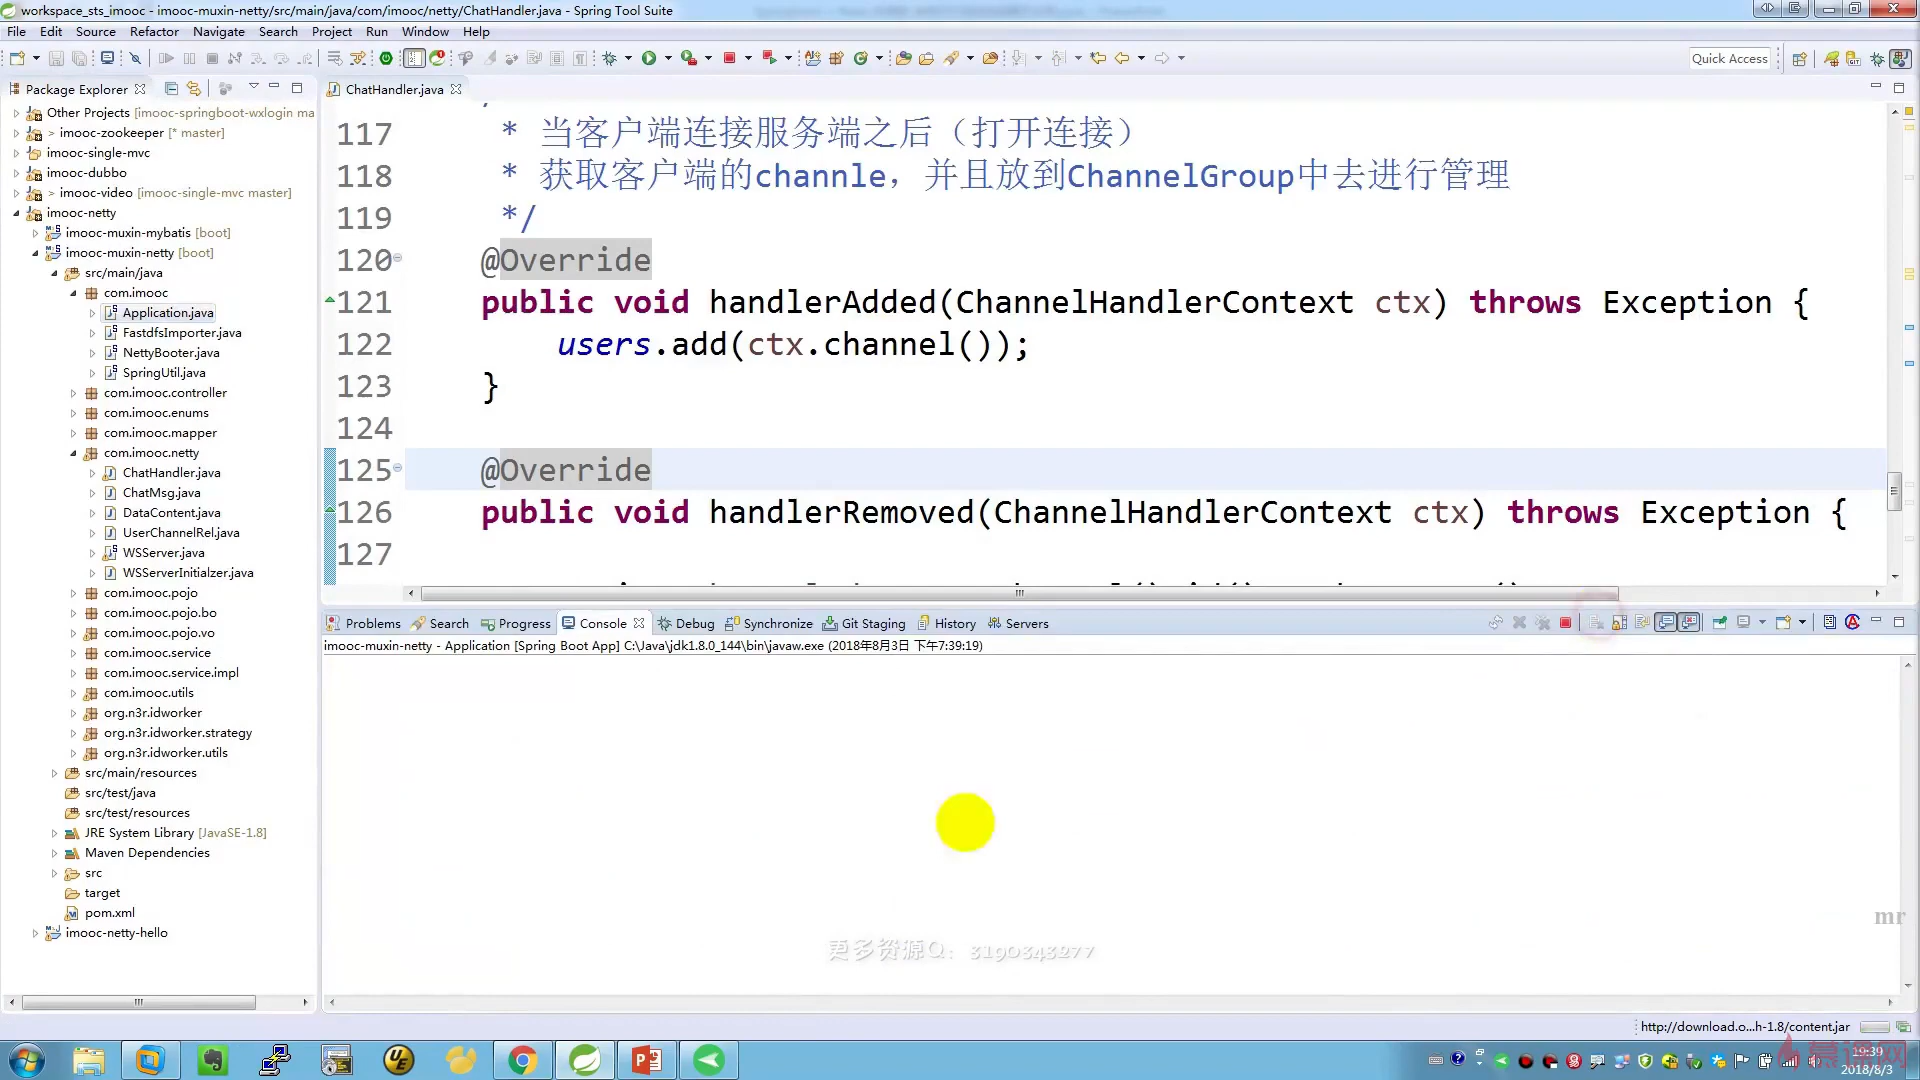 workspace_sts_imooc - imooc-muxin-netty/src/main/java/com/imooc/netty/ChatHandler.java - Spring Tool Suite
File Edit Source Refactor Navigate Search Project Run Window Help
Quick Access
Package Explorer
Other Projects [imooc-springboot-wxlogin ma
> imooc-zookeeper [* master]
imooc-single-mvc
imooc-dubbo
> imooc-video [imooc-single-mvc master]
imooc-netty
imooc-muxin-mybatis [boot]
imooc-muxin-netty [boot]
src/main/java
com.imooc
Application.java
FastdfsImporter.java
NettyBooter.java
SpringUtil.java
com.imooc.controller
com.imooc.enums
com.imooc.mapper
com.imooc.netty
ChatHandler.java
ChatMsg.java
DataContent.java
UserChannelRel.java
WSServer.java
WSServerInitialzer.java
com.imooc.pojo
com.imooc.pojo.bo
com.imooc.pojo.vo
com.imooc.service
com.imooc.service.impl
com.imooc.utils
org.n3r.idworker
org.n3r.idworker.strategy
org.n3r.idworker.utils
src/main/resources
src/test/java
src/test/resources
JRE System Library [JavaSE-1.8]
Maven Dependencies
src
target
pom.xml
imooc-netty-hello
ChatHandler.java
117 * 当客户端连接服务端之后（打开连接）
118 * 获取客户端的channle，并且放到ChannelGroup中去进行管理
119 */
120 @Override
121 public void handlerAdded(ChannelHandlerContext ctx) throws Exception {
122 users.add(ctx.channel());
123 }
124
125 @Override
126 public void handlerRemoved(ChannelHandlerContext ctx) throws Exception {
127
Problems Search Progress Console Debug Synchronize Git Staging History Servers
imooc-muxin-netty - Application [Spring Boot App] C:\Java\jdk1.8.0_144\bin\javaw.exe (2018年8月3日 下午7:39:19)
mr
更多资源Q：3190343277
http://download.o...h-1.8/content.jar
慕课网
19:39
2018/8/3